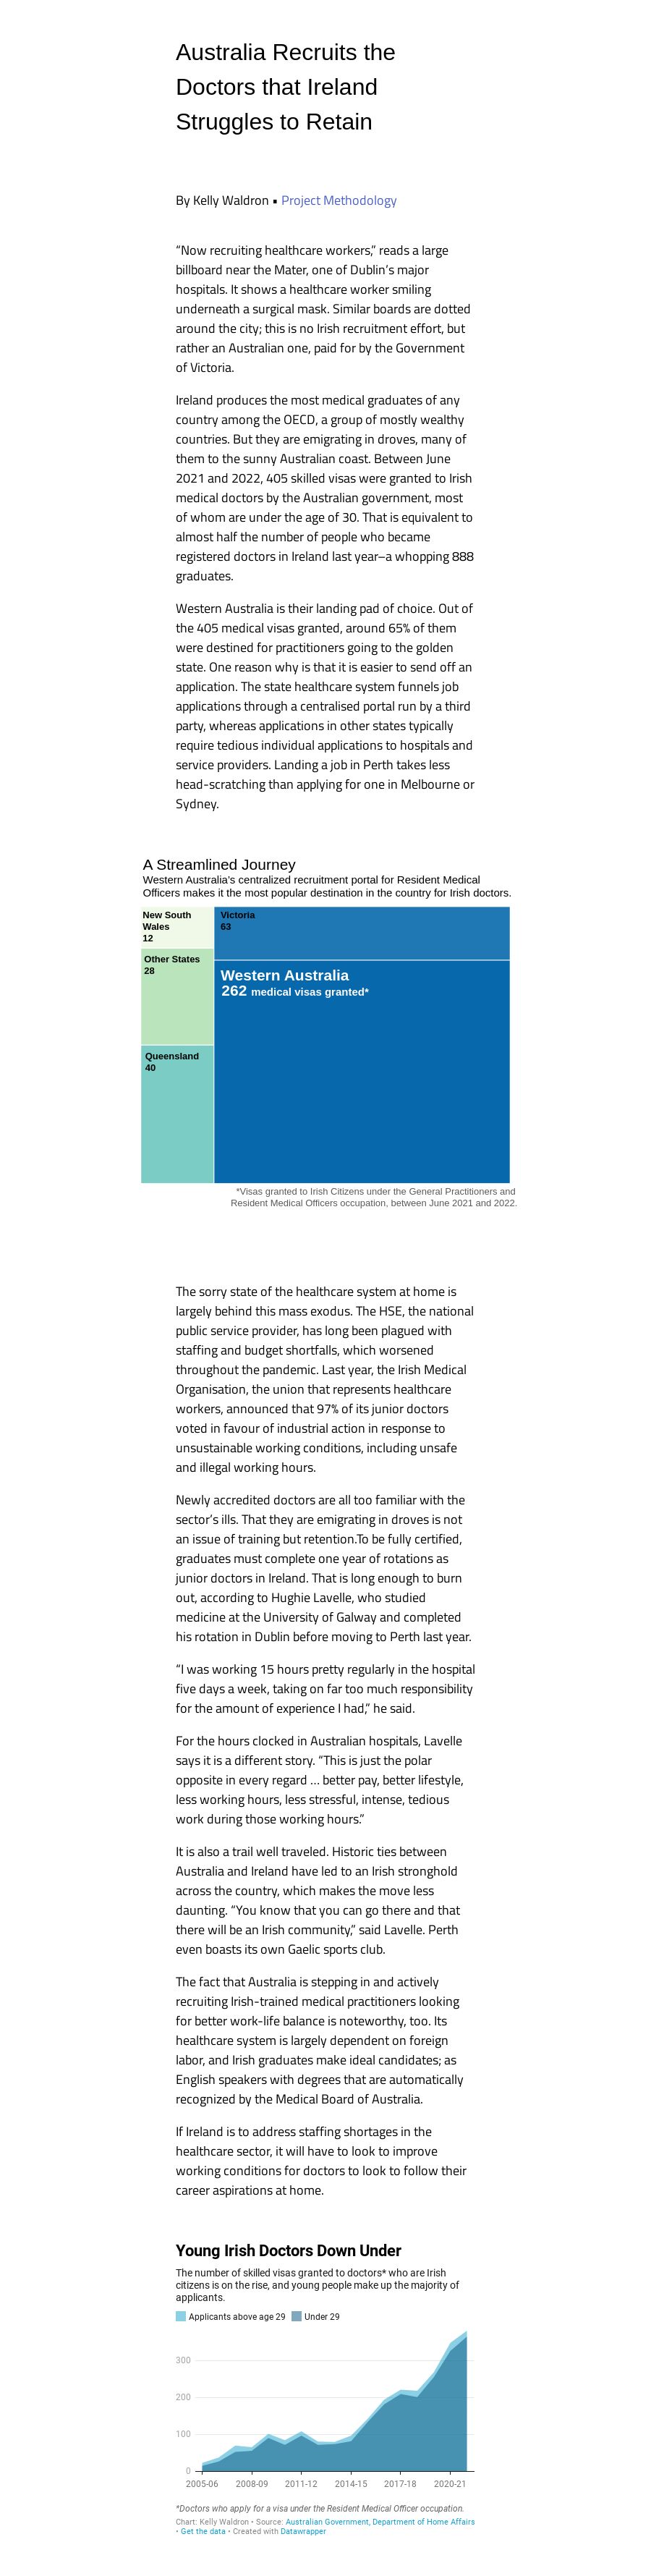 Australia Recruits the
Doctors that Ireland
Struggles to Retain
By Kelly Waldron • Project Methodology
“Now recruiting healthcare workers,” reads a large
billboard near the Mater, one of Dublin’s major
hospitals. It shows a healthcare worker smiling
underneath a surgical mask. Similar boards are dotted
around the city; this is no Irish recruitment effort, but
rather an Australian one, paid for by the Government
of Victoria.
Ireland produces the most medical graduates of any
country among the OECD, a group of mostly wealthy
countries. But they are emigrating in droves, many of
them to the sunny Australian coast. Between June
2021 and 2022, 405 skilled visas were granted to Irish
medical doctors by the Australian government, most
of whom are under the age of 30. That is equivalent to
almost half the number of people who became
registered doctors in Ireland last year–a whopping 888
graduates.
Western Australia is their landing pad of choice. Out of
the 405 medical visas granted, around 65% of them
were destined for practitioners going to the golden
state. One reason why is that it is easier to send off an
application. The state healthcare system funnels job
applications through a centralised portal run by a third
party, whereas applications in other states typically
require tedious individual applications to hospitals and
service providers. Landing a job in Perth takes less
head-scratching than applying for one in Melbourne or
Sydney.
A Streamlined Journey
Western Australia's centralized recruitment portal for Resident Medical
Officers makes it the most popular destination in the country for Irish doctors.
New South
Wales
12
Victoria
63
Other States
28
Western Australia
262 medical visas granted*
Queensland
40
*Visas granted to Irish Citizens under the General Practitioners and
Resident Medical Officers occupation, between June 2021 and 2022.
The sorry state of the healthcare system at home is
largely behind this mass exodus. The HSE, the national
public service provider, has long been plagued with
staffing and budget shortfalls, which worsened
throughout the pandemic. Last year, the Irish Medical
Organisation, the union that represents healthcare
workers, announced that 97% of its junior doctors
voted in favour of industrial action in response to
unsustainable working conditions, including unsafe
and illegal working hours.
Newly accredited doctors are all too familiar with the
sector’s ills. That they are emigrating in droves is not
an issue of training but retention.To be fully certified,
graduates must complete one year of rotations as
junior doctors in Ireland. That is long enough to burn
out, according to Hughie Lavelle, who studied
medicine at the University of Galway and completed
his rotation in Dublin before moving to Perth last year.
“I was working 15 hours pretty regularly in the hospital
five days a week, taking on far too much responsibility
for the amount of experience I had,” he said.
For the hours clocked in Australian hospitals, Lavelle
says it is a different story. “This is just the polar
opposite in every regard … better pay, better lifestyle,
less working hours, less stressful, intense, tedious
work during those working hours.”
It is also a trail well traveled. Historic ties between
Australia and Ireland have led to an Irish stronghold
across the country, which makes the move less
daunting. “You know that you can go there and that
there will be an Irish community,” said Lavelle. Perth
even boasts its own Gaelic sports club.
The fact that Australia is stepping in and actively
recruiting Irish-trained medical practitioners looking
for better work-life balance is noteworthy, too. Its
healthcare system is largely dependent on foreign
labor, and Irish graduates make ideal candidates; as
English speakers with degrees that are automatically
recognized by the Medical Board of Australia.
If Ireland is to address staffing shortages in the
healthcare sector, it will have to look to improve
working conditions for doctors to look to follow their
career aspirations at home.
Young Irish Doctors Down Under
The number of skilled visas granted to doctors* who are Irish
citizens is on the rise, and young people make up the majority of
applicants.
Applicants above age 29 Under 29
300
200
100
0
2005-06 2008-09 2011-12 2014-15 2017-18 2020-21
*Doctors who apply for a visa under the Resident Medical Officer occupation.
Chart: Kelly Waldron • Source: Australian Government, Department of Home Affairs
• Get the data • Created with Datawrapper